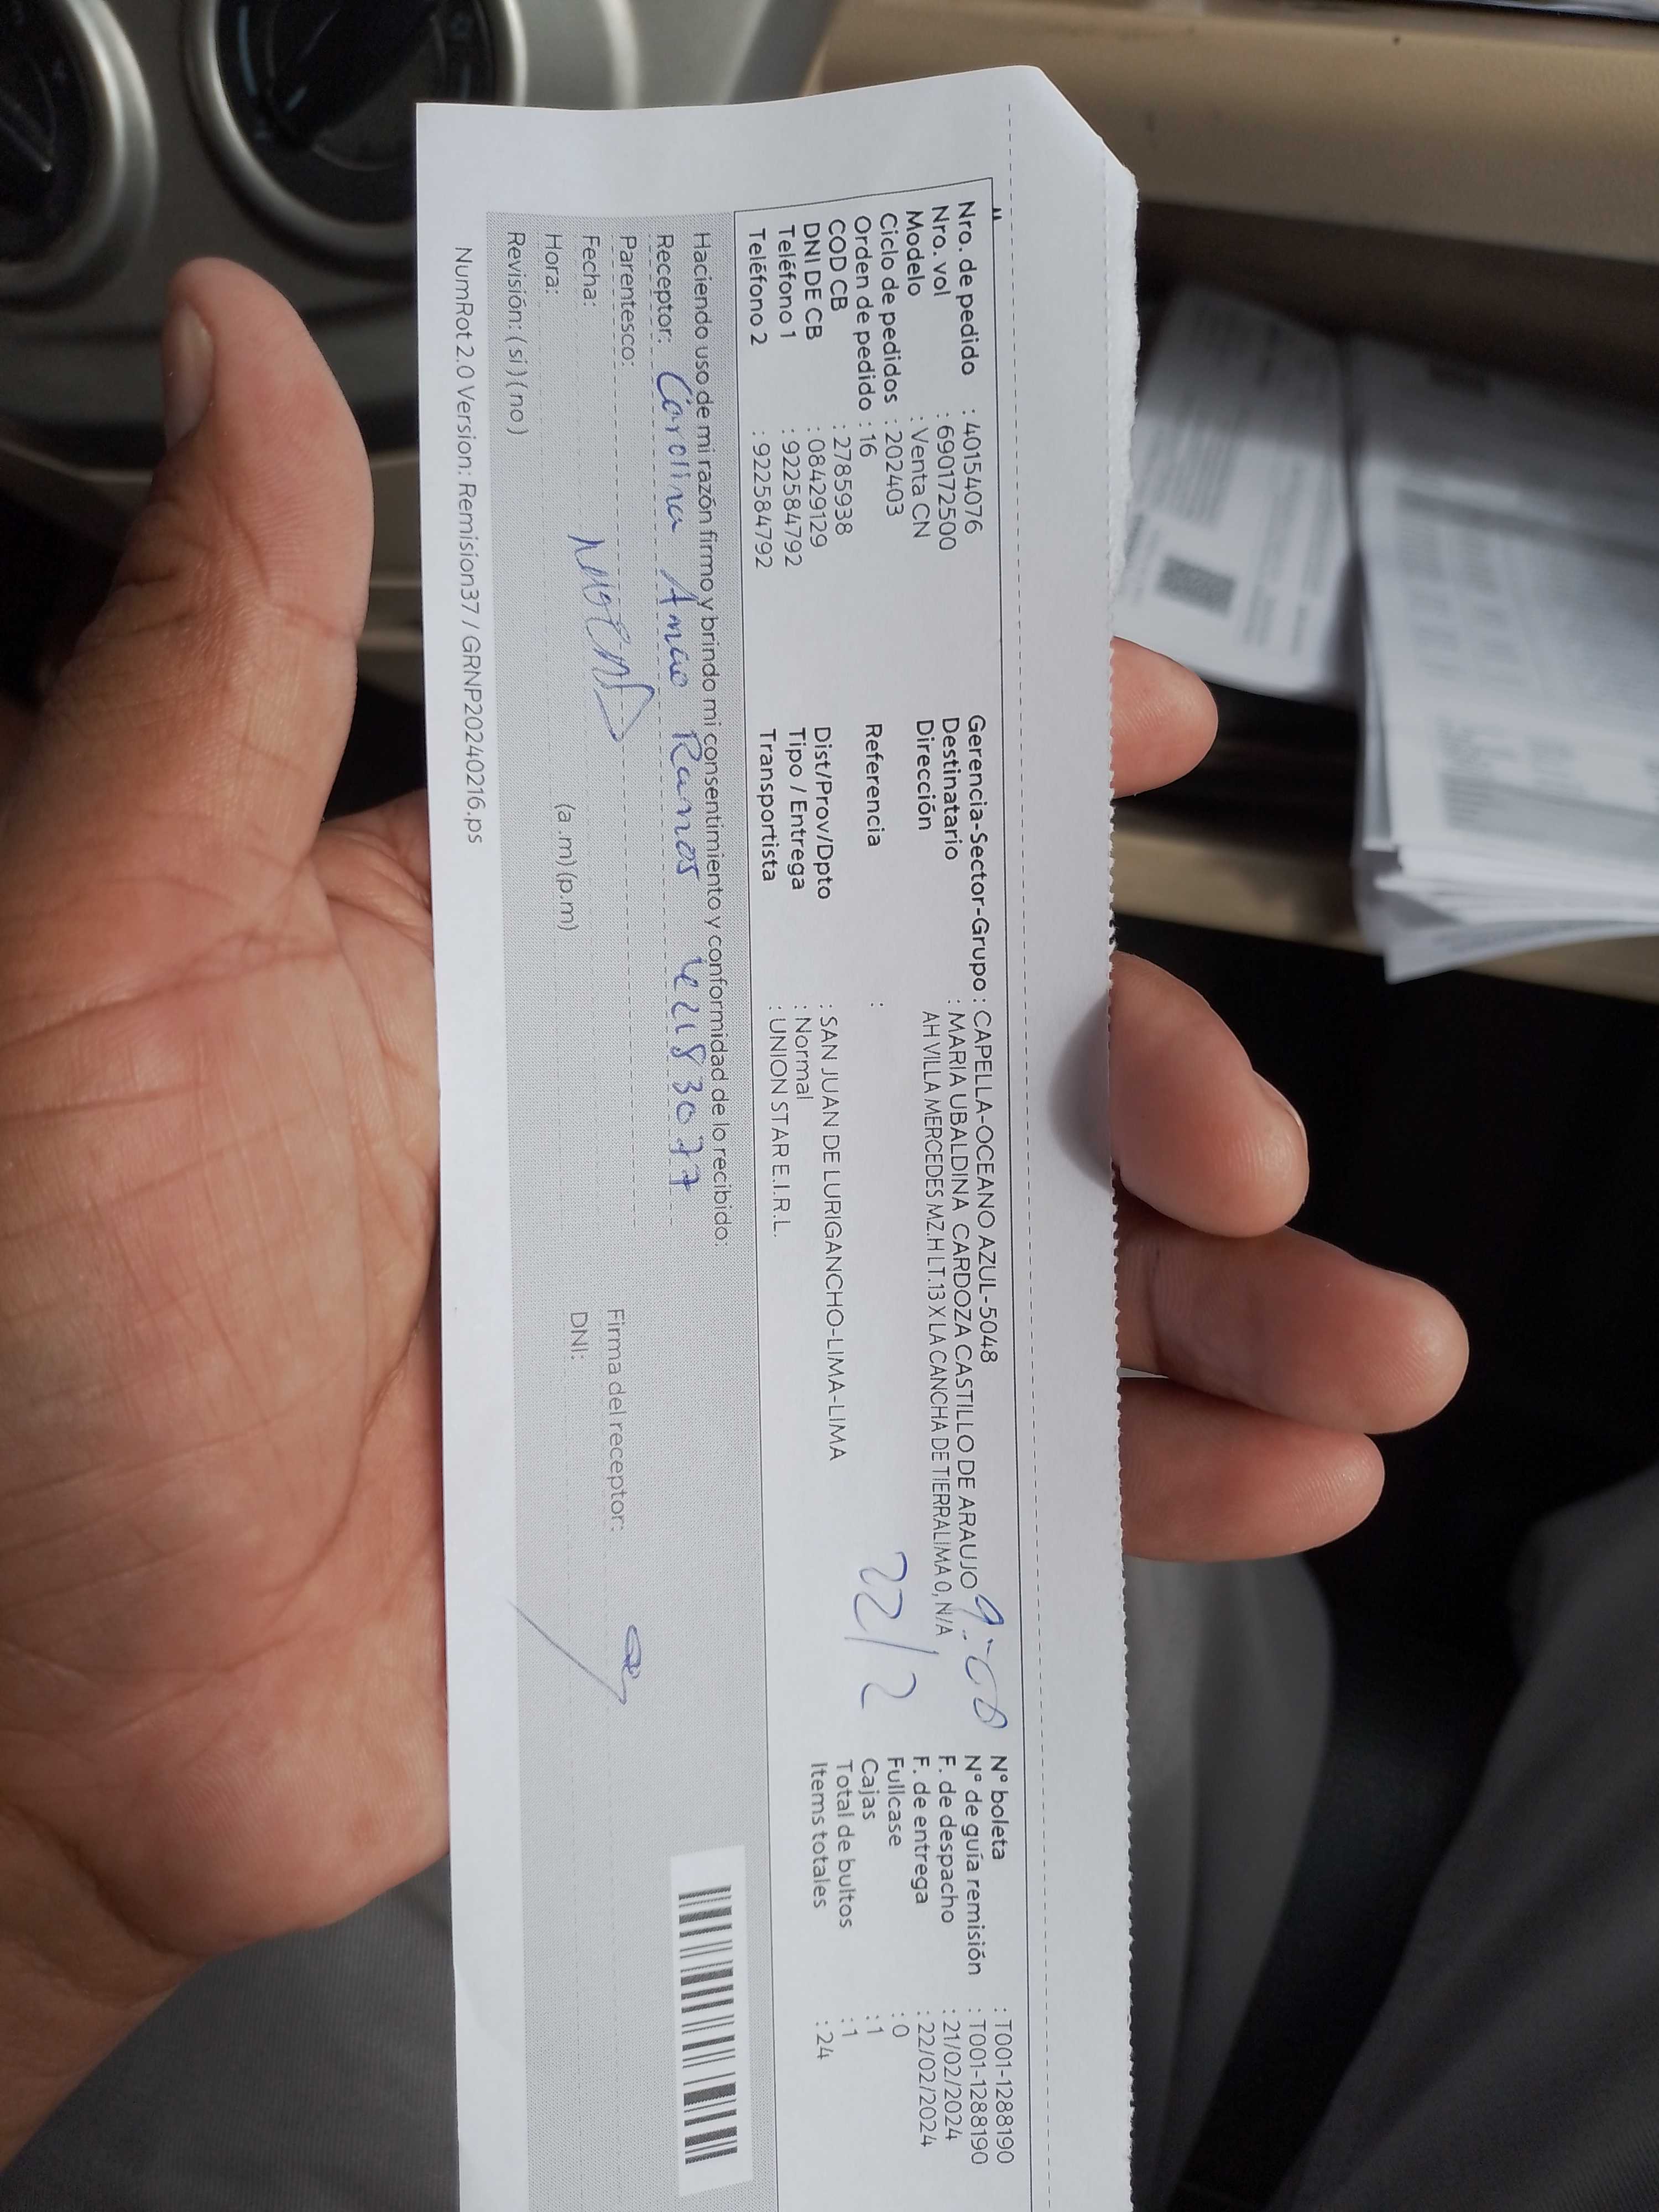 Nro. de pedido : 40154076
Nro. vol : 690172500
Modelo : Venta CN
Ciclo de pedidos : 202403
Orden de pedido : 16
COD CB : 2785938
DNI DE CB : 08429129
Teléfono 1 : 922584792
Teléfono 2 : 922584792
Gerencia-Sector-Grupo : CAPELLA-OCEANO AZUL-5048
Destinatario : MARIA UBALDINA CARDOZA CASTILLO DE ARAUJO
Dirección AH VILLA MERCEDES MZ.H LT.13 X LA CANCHA DE TIERRALIMA 0, N/A
Referencia :
Dist/Prov/Dpto : SAN JUAN DE LURIGANCHO-LIMA-LIMA
Tipo / Entrega : Normal
Transportista : UNION STAR E.I.R.L.
22/2
N° boleta : T001-1288190
N° de guía remisión : T001-1288190
F. de despacho : 21/02/2024
F. de entrega : 22/02/2024
Fullcase : 0
Cajas : 1
Total de bultos : 1
Items totales : 24
Haciendo uso de mi razón firmo y brindo mi consentimiento y conformidad de lo recibido:
Receptor: Carolina Ramos
Parentesco:
Fecha:
Hora: (a.m)(p.m)
Revisión: (si)(no)
Firma del receptor:
DNI:
NumRot 2.0 Version: Remision37 / GRNP20240216.ps